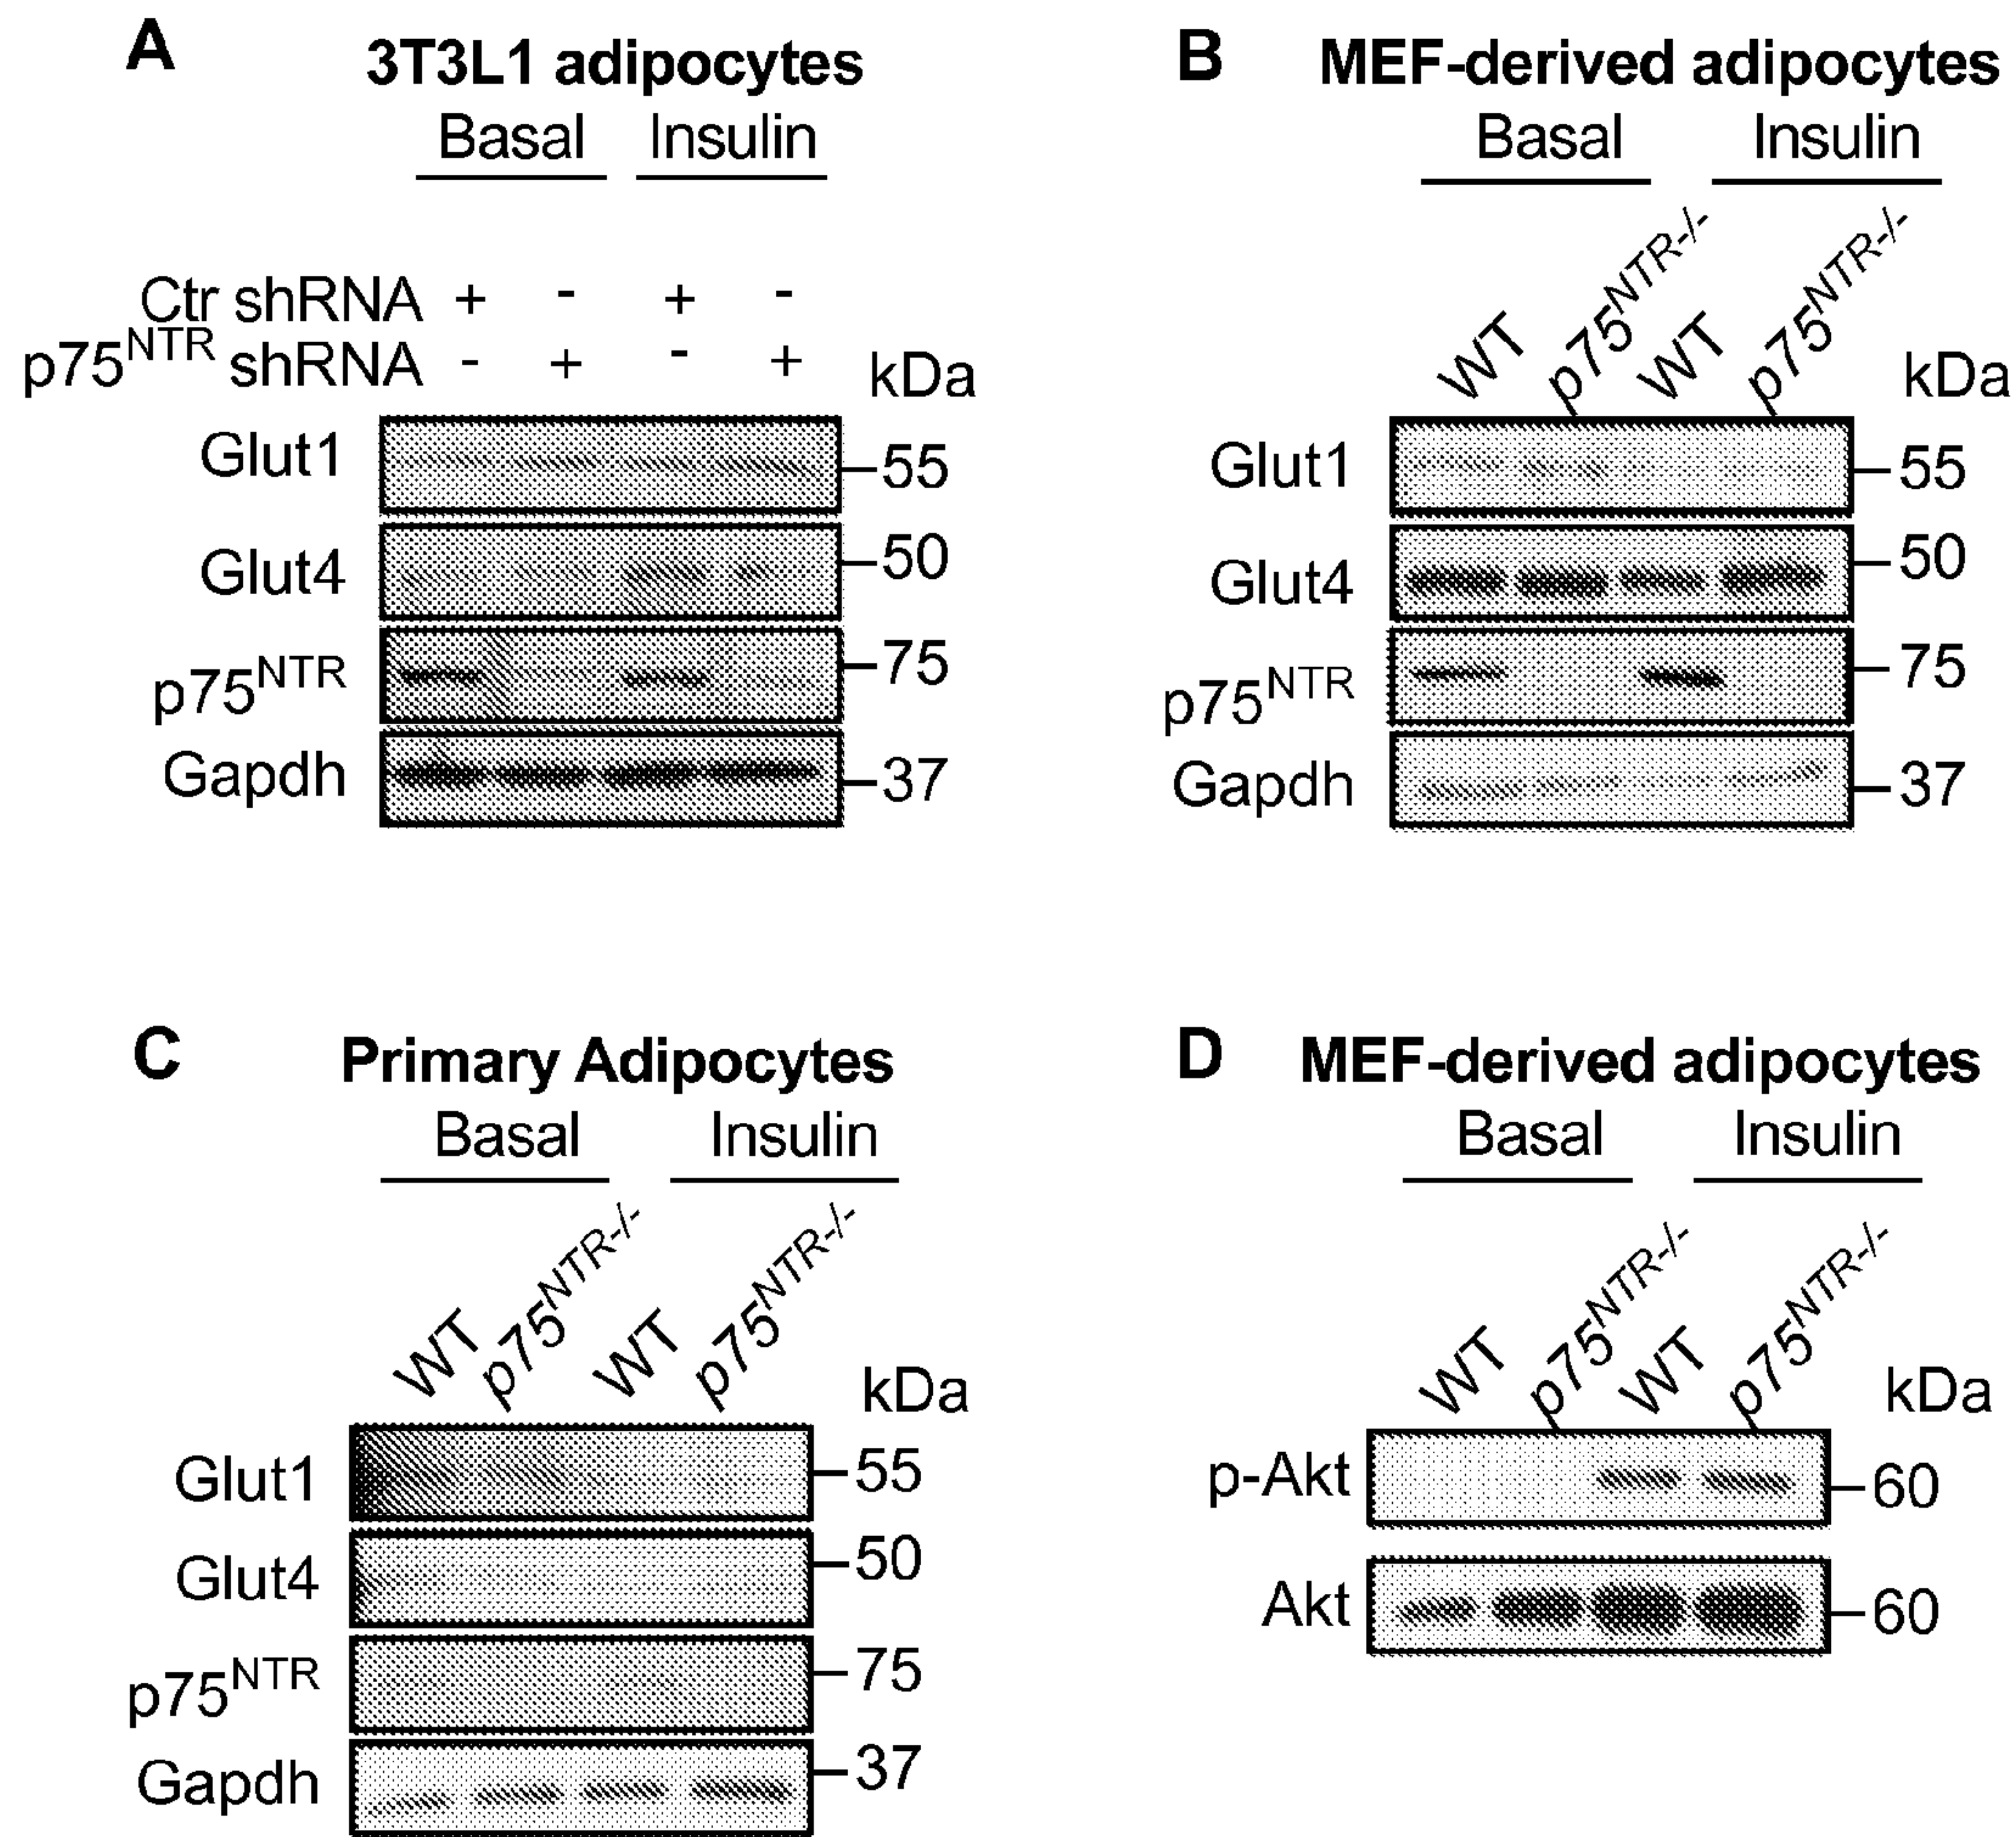 A 3T3L1 adipocytes
Basal Insulin
Ctr shRNA + - + -
p75NTR shRNA - + - +
kDa
Glut1 55
Glut4 50
p75NTR 75
Gapdh 37
B MEF-derived adipocytes
Basal Insulin
WT p75NTR-/- WT p75NTR-/-
kDa
Glut1 55
Glut4 50
p75NTR 75
Gapdh 37
C Primary Adipocytes
Basal Insulin
WT p75NTR-/- WT p75NTR-/-
kDa
Glut1 55
Glut4 50
p75NTR 75
Gapdh 37
D MEF-derived adipocytes
Basal Insulin
WT p75NTR-/- WT p75NTR-/-
kDa
p-Akt 60
Akt 60